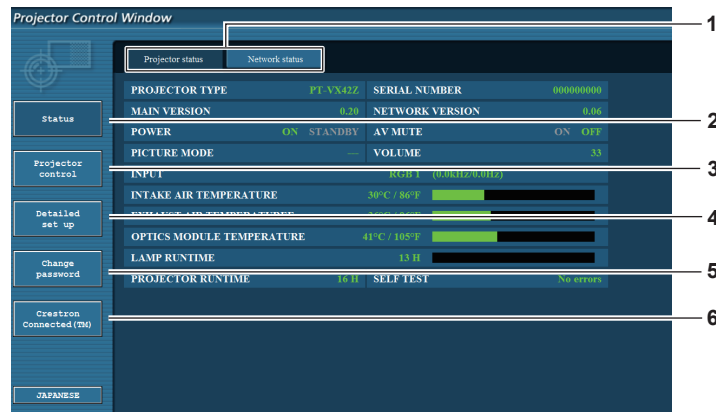 Projector Control Window
1
Projector status Network status
PROJECTOR TYPE PT-VX42Z SERIAL NUMBER 000000000
Status
MAIN VERSION 0.20 NETWORK VERSION 0.06
2
POWER ON STANDBY AV MUTE ON OFF
PICTURE MODE — VOLUME 33
Projector
control
3
INPUT RGB 1 (0.0kHz/0.0Hz)
INTAKE AIR TEMPERATURE 30°C / 86°F
Detailed
set up
4
OPTICS MODULE TEMPERATURE 41°C / 105°F
LAMP RUNTIME 13 H
Change
password
5
PROJECTOR RUNTIME 16 H SELF TEST No errors
Crestron
Connected(TM)
6
JAPANESE